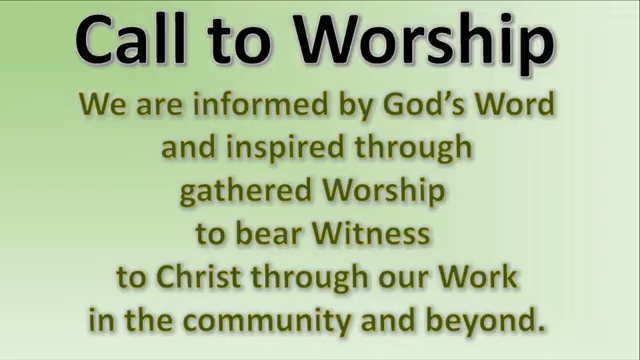 Call to Worship
We are informed by God's Word
and inspired through
gathered Worship
to bear Witness
to Christ through our Work
in the community and beyond.